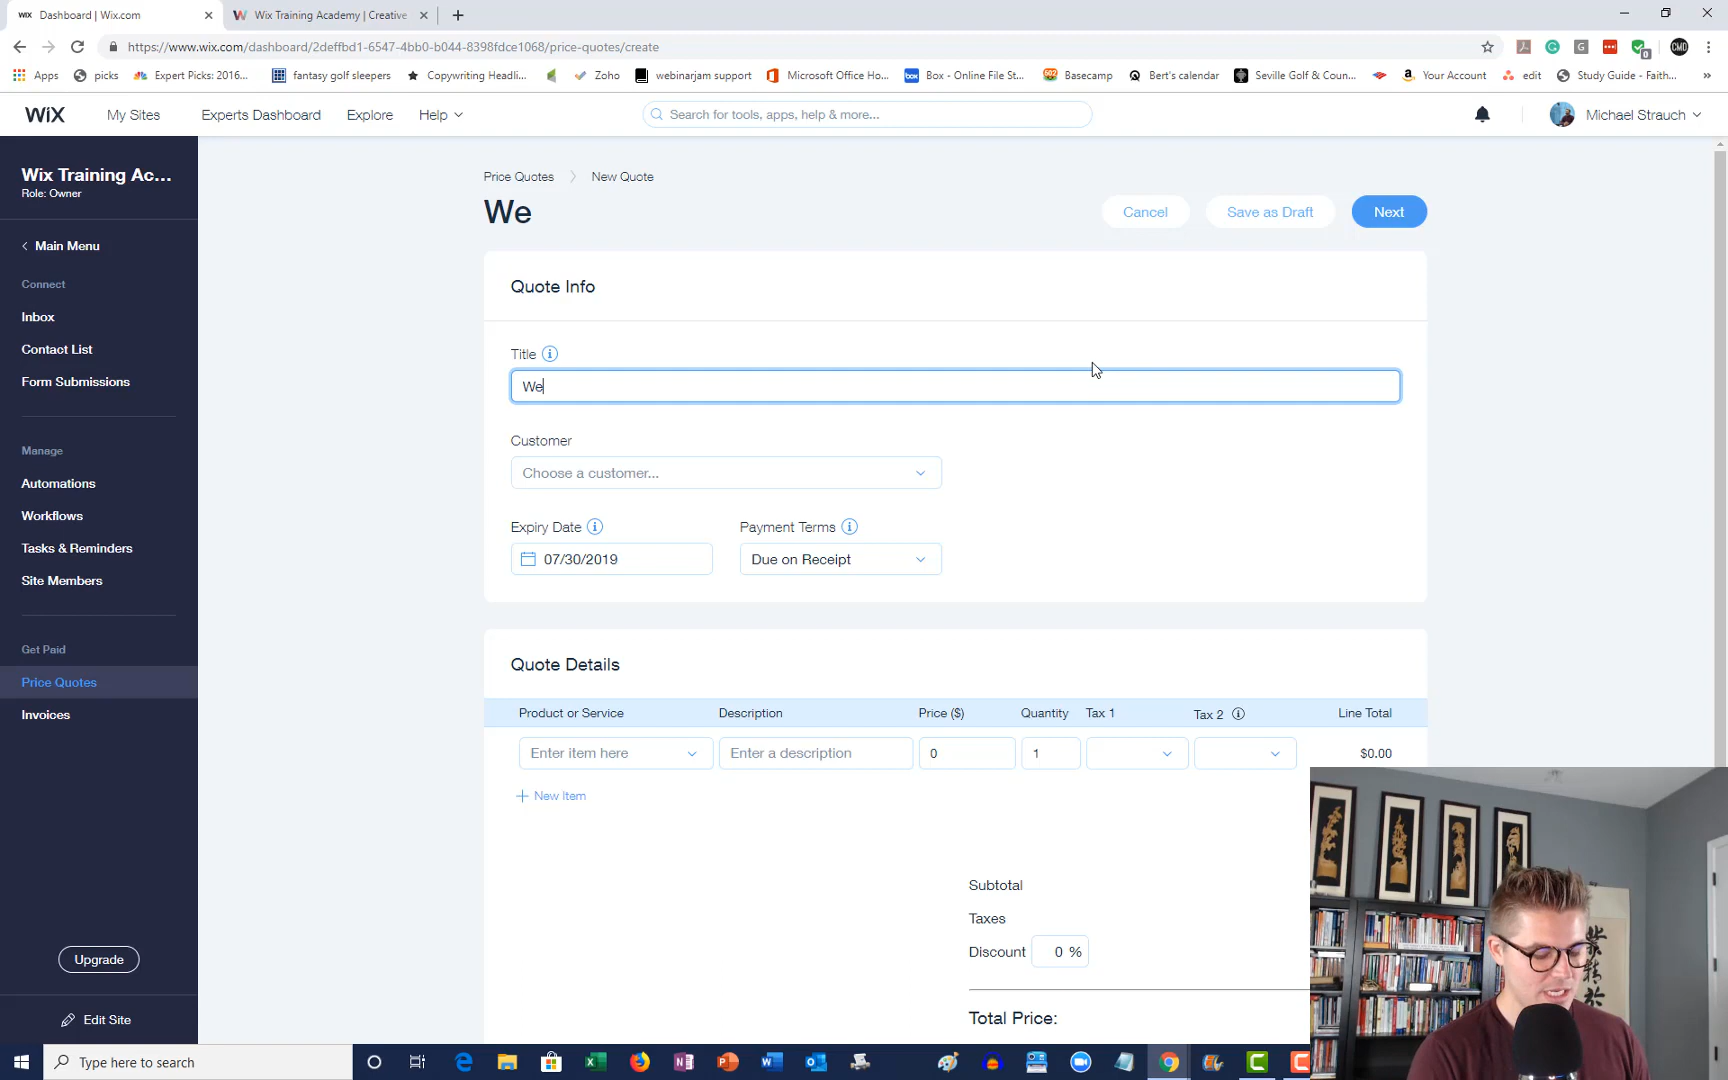 Dashboard | Wix.com
Wix Training Academy | Creative
https://www.wix.com/dashboard/2deffbd1-6547-4bb0-b044-8398fdce1068/price-quotes/create
CMD
Apps
picks
Expert Picks: 2016...
fantasy golf sleepers
Copywriting Headli...
Zoho
webinarjam support
Microsoft Office Ho...
Box - Online File St...
Basecamp
Bert's calendar
Seville Golf & Coun...
Your Account
edit
Study Guide - Faith...
WiX
My Sites
Experts Dashboard
Explore
Help
Search for tools, apps, help & more...
Michael Strauch
Wix Training Ac...
Role: Owner
Main Menu
Connect
Inbox
Contact List
Form Submissions
Manage
Automations
Workflows
Tasks & Reminders
Site Members
Get Paid
Price Quotes
Invoices
Upgrade
Edit Site
Price Quotes
New Quote
We
Cancel
Save as Draft
Next
Quote Info
Title
We
Customer
Choose a customer...
Expiry Date
Payment Terms
07/30/2019
Due on Receipt
Quote Details
Product or Service
Description
Price ($)
Quantity
Tax 1
Tax 2
Line Total
Enter item here
Enter a description
0
1
$0.00
+ New Item
Subtotal
Taxes
Discount
0 %
Total Price:
Type here to search